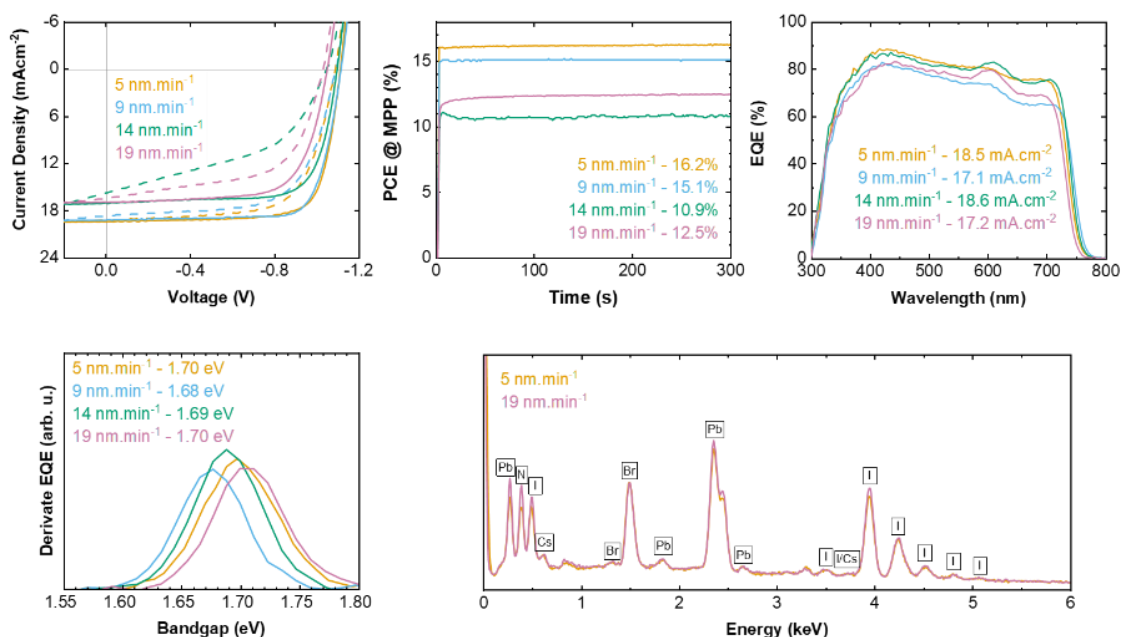 -6
0
6
12
18
24
Current Density (mAcm-2)
5 nm.min-1
9 nm.min-1
14 nm.min-1
19 nm.min-1
0.0 -0.4 -0.8 -1.2
Voltage (V)
15
10
5
0
PCE @ MPP (%)
5 nm.min-1 - 16.2%
9 nm.min-1 - 15.1%
14 nm.min-1 - 10.9%
19 nm.min-1 - 12.5%
0 100 200 300
Time (s)
100
80
60
40
20
0
EQE (%)
5 nm.min-1 - 18.5 mA.cm-2
9 nm.min-1 - 17.1 mA.cm-2
14 nm.min-1 - 18.6 mA.cm-2
19 nm.min-1 - 17.2 mA.cm-2
300 400 500 600 700 800
Wavelength (nm)
Derivate EQE (arb. u.)
5 nm.min-1 - 1.70 eV
9 nm.min-1 - 1.68 eV
14 nm.min-1 - 1.69 eV
19 nm.min-1 - 1.70 eV
1.55 1.60 1.65 1.70 1.75 1.80
Bandgap (eV)
5 nm.min-1
19 nm.min-1
Pb
N
I
Cs
Br
Br
Pb
Pb
Pb
I
I/Cs
I
I
I
I
I
0 1 2 3 4 5 6
Energy (keV)